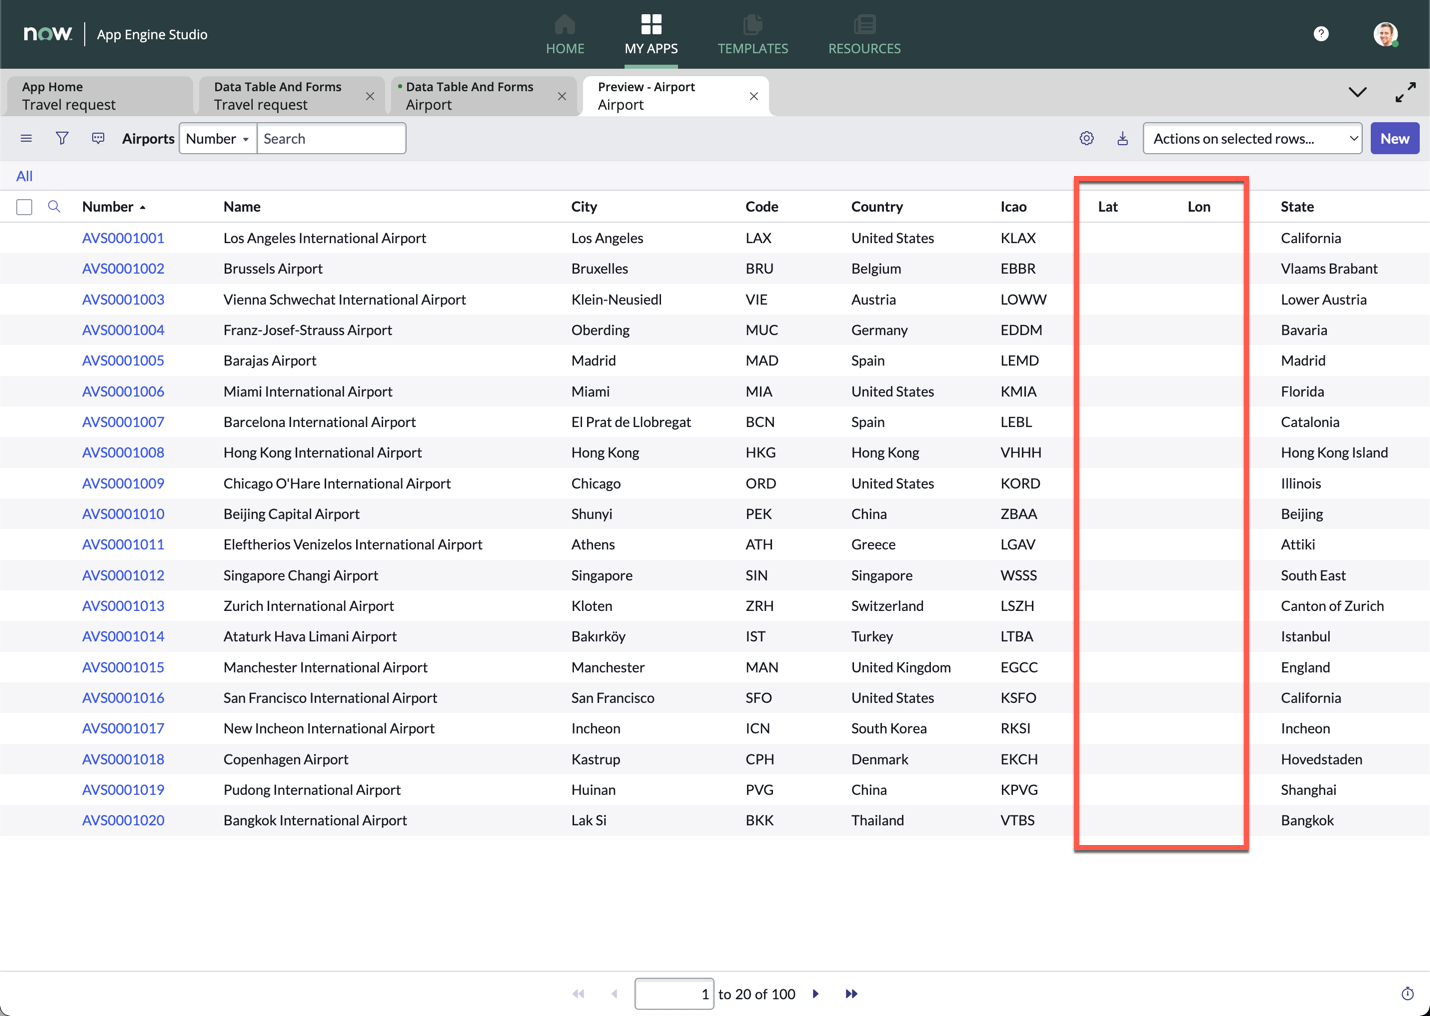 now. App Engine Studio
HOME MY APPS TEMPLATES RESOURCES ?
App Home Data Table And Forms Data Table And Forms Preview - Airport
Travel request Travel request Airport Airport
Airports Number Search Actions on selected rows... New
All
Number Name City Code Country Icao Lat Lon State
AVS0001001 Los Angeles International Airport Los Angeles LAX United States KLAX California
AVS0001002 Brussels Airport Bruxelles BRU Belgium EBBR Vlaams Brabant
AVS0001003 Vienna Schwechat International Airport Klein-Neusiedl VIE Austria LOWW Lower Austria
AVS0001004 Franz-Josef-Strauss Airport Oberding MUC Germany EDDM Bavaria
AVS0001005 Barajas Airport Madrid MAD Spain LEMD Madrid
AVS0001006 Miami International Airport Miami MIA United States KMIA Florida
AVS0001007 Barcelona International Airport El Prat de Llobregat BCN Spain LEBL Catalonia
AVS0001008 Hong Kong International Airport Hong Kong HKG Hong Kong VHHH Hong Kong Island
AVS0001009 Chicago O'Hare International Airport Chicago ORD United States KORD Illinois
AVS0001010 Beijing Capital Airport Shunyi PEK China ZBAA Beijing
AVS0001011 Eleftherios Venizelos International Airport Athens ATH Greece LGAV Attiki
AVS0001012 Singapore Changi Airport Singapore SIN Singapore WSSS South East
AVS0001013 Zurich International Airport Kloten ZRH Switzerland LSZH Canton of Zurich
AVS0001014 Ataturk Hava Limani Airport Bakırköy IST Turkey LTBA Istanbul
AVS0001015 Manchester International Airport Manchester MAN United Kingdom EGCC England
AVS0001016 San Francisco International Airport San Francisco SFO United States KSFO California
AVS0001017 New Incheon International Airport Incheon ICN South Korea RKSI Incheon
AVS0001018 Copenhagen Airport Kastrup CPH Denmark EKCH Hovedstaden
AVS0001019 Pudong International Airport Huinan PVG China KPVG Shanghai
AVS0001020 Bangkok International Airport Lak Si BKK Thailand VTBS Bangkok
1 to 20 of 100